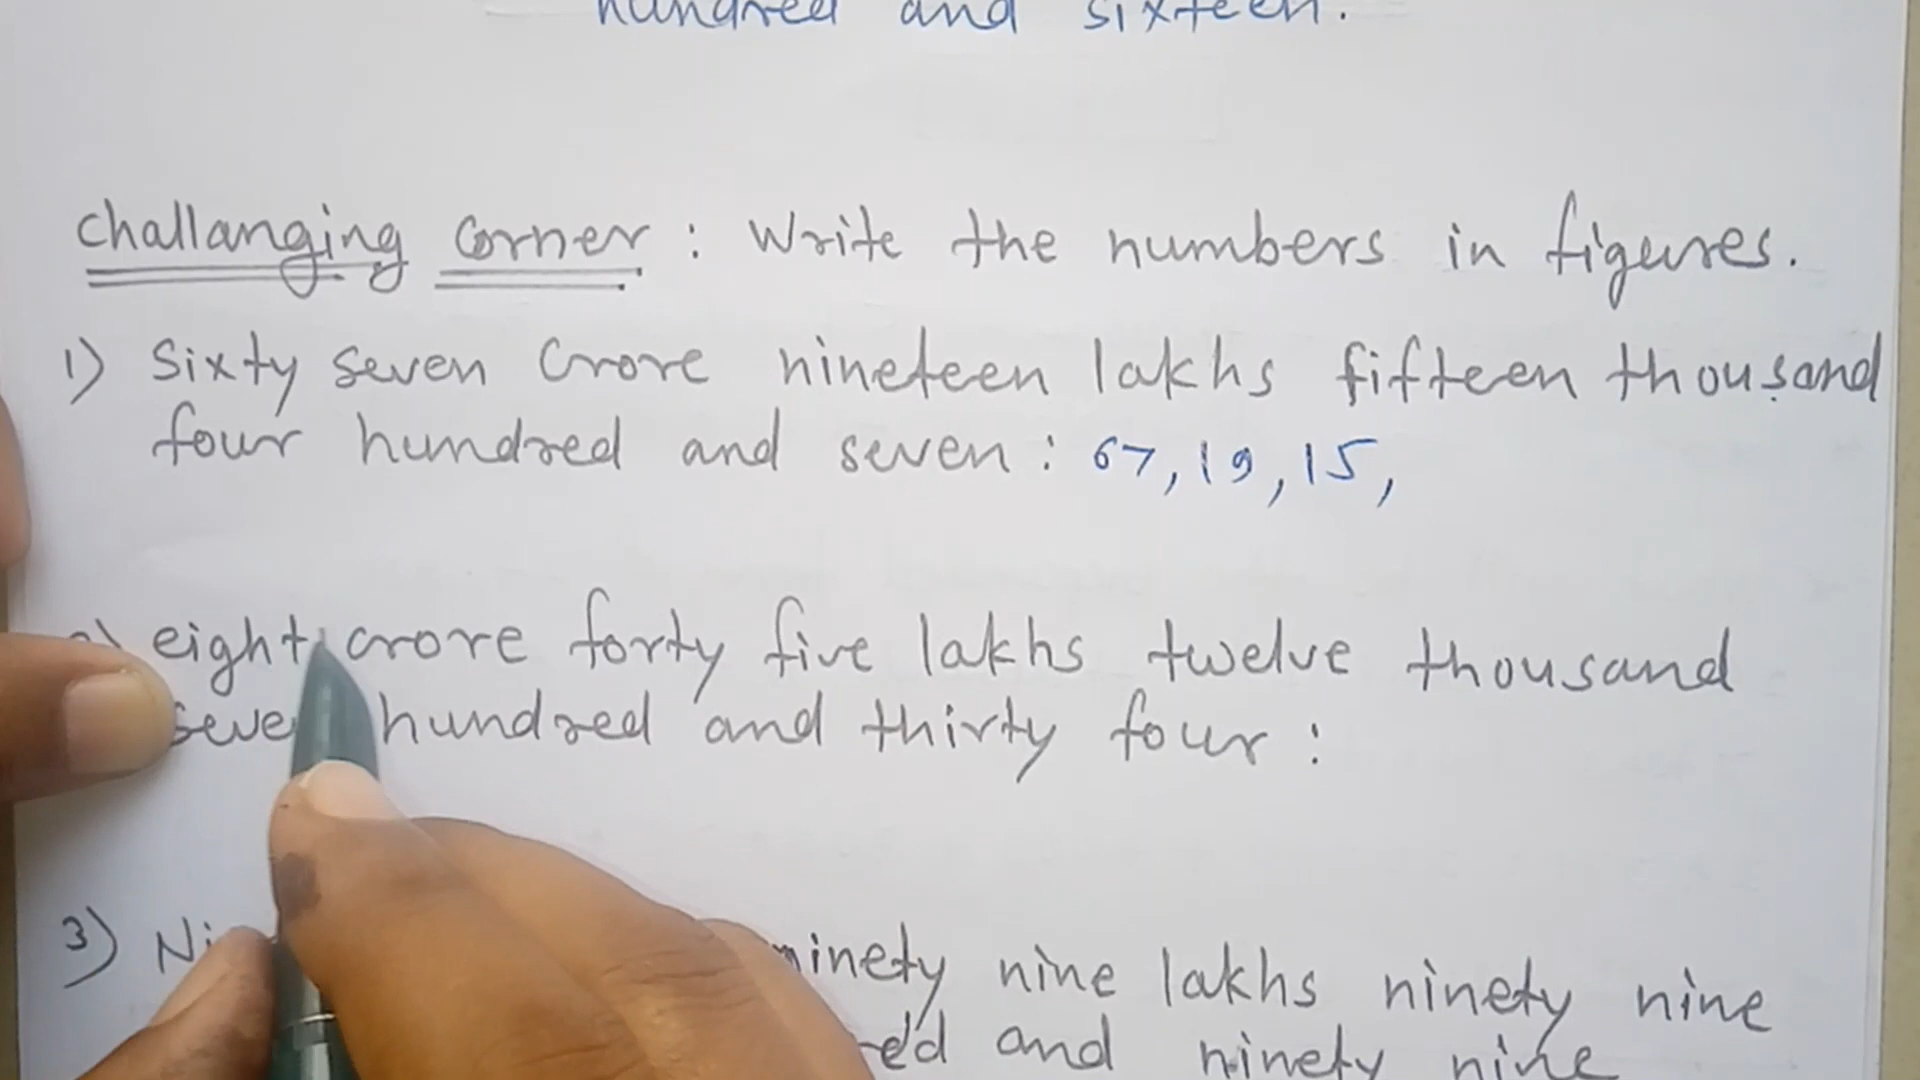 hundred and sixteen.
challanging corner : Write the numbers in figures.
1) Sixty seven Crore nineteen lakhs fifteen thousand
four hundred and seven : 67,19,15,
eight crore forty five lakhs twelve thousand
hundred and thirty four :
3) ninety nine lakhs ninety nine
and ninety nine